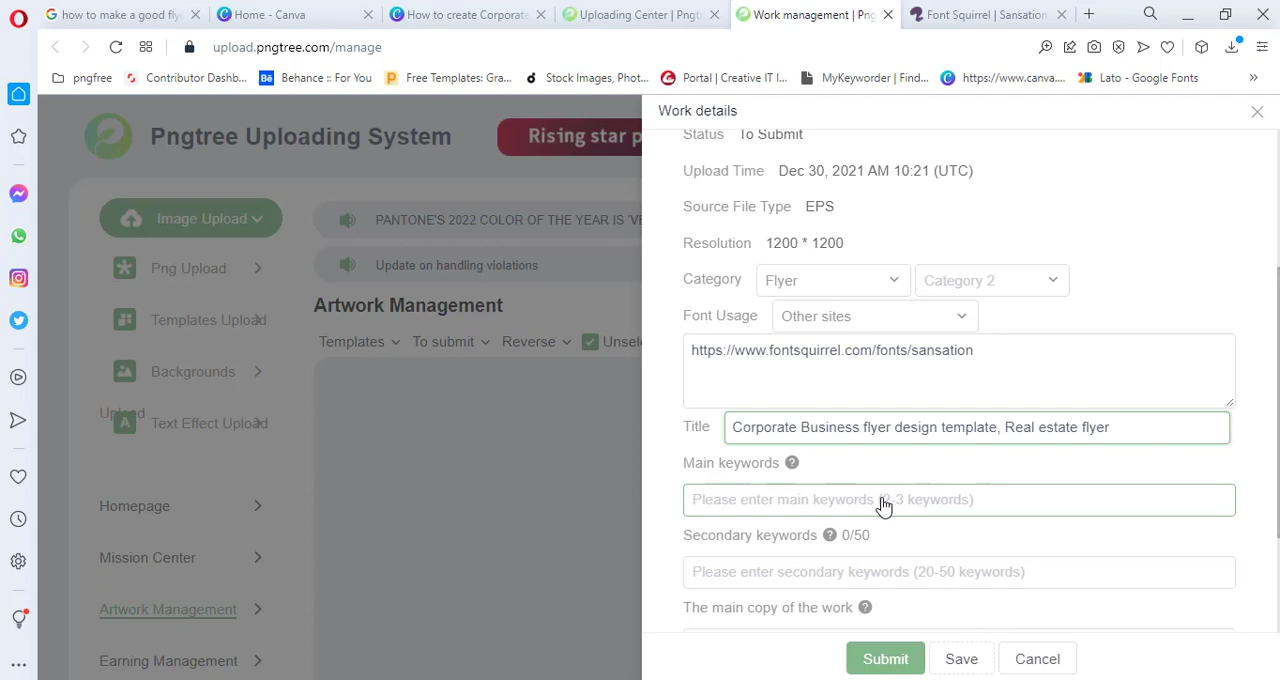 how to make a good fly
Home - Canva
How to create Corporate
Uploading Center | Pngt
Work management | Png
Font Squirrel | Sansation
upload.pngtree.com/manage
pngfree
Contributor Dashb...
Behance :: For You
Free Templates: Gra...
Stock Images, Phot...
Portal | Creative IT I...
MyKeyworder | Find...
https://www.canva....
Lato - Google Fonts
»
Pngtree Uploading System
Rising star p
Image Upload
Png Upload
Templates Upload
Backgrounds
Upload
Text Effect Upload
Homepage
Mission Center
Artwork Management
Earning Management
PANTONE'S 2022 COLOR OF THE YEAR IS 'VE
Update on handling violations
Artwork Management
Templates
To submit
Reverse
Unsele
Work details
Status To Submit
Upload Time Dec 30, 2021 AM 10:21 (UTC)
Source File Type EPS
Resolution 1200 * 1200
Category Flyer Category 2
Font Usage Other sites
https://www.fontsquirrel.com/fonts/sansation
Title Corporate Business flyer design template, Real estate flyer
Main keywords
Please enter main keywords (2-3 keywords)
Secondary keywords 0/50
Please enter secondary keywords (20-50 keywords)
The main copy of the work
Submit Save Cancel